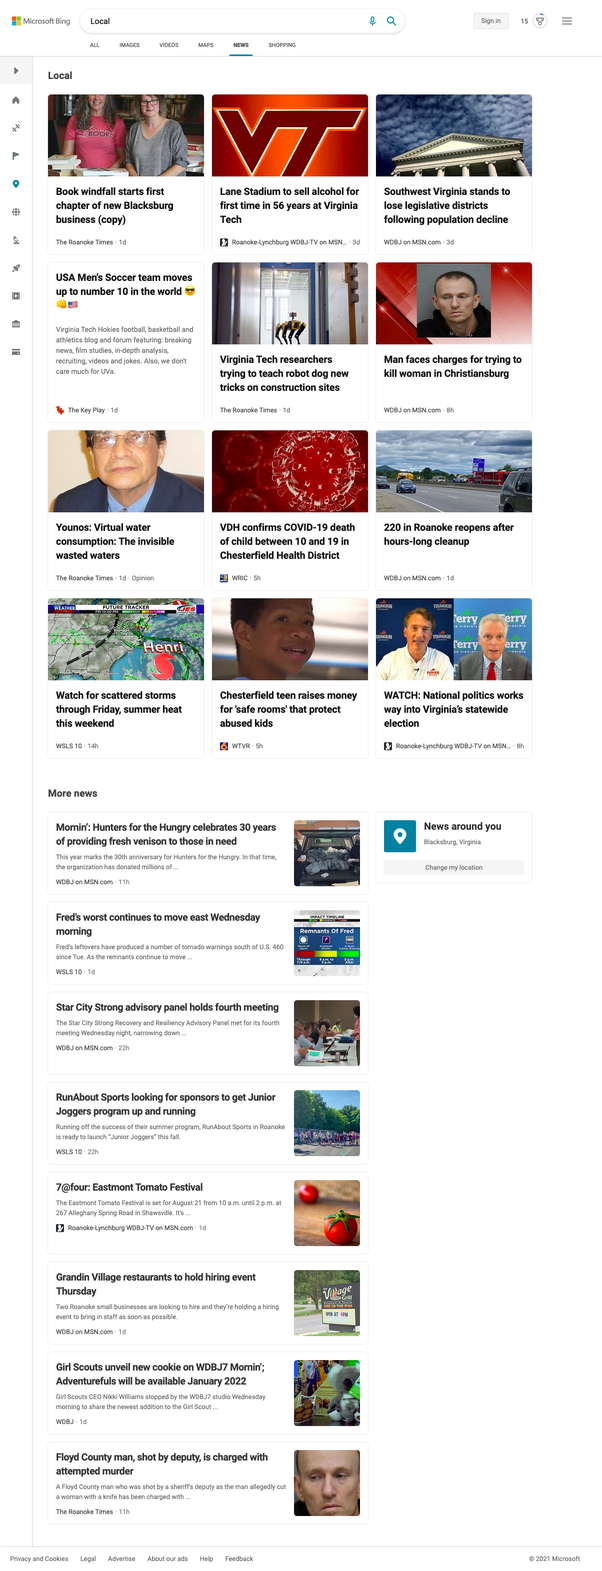 Microsoft Bing
Local
Sign in
15
ALL
IMAGES
VIDEOS
MAPS
NEWS
SHOPPING
Local
Book windfall starts first
chapter of new Blacksburg
business (copy)
The Roanoke Times · 1d
VT
Lane Stadium to sell alcohol for
first time in 56 years at Virginia
Tech
Roanoke-Lynchburg WDBJ-TV on MSN... · 3d
Southwest Virginia stands to
lose legislative districts
following population decline
WDBJ on MSN.com · 3d
USA Men's Soccer team moves
up to number 10 in the world 😎
👊🇺🇸
Virginia Tech Hokies football, basketball and
athletics blog and forum featuring: breaking
news, film studies, in-depth analysis,
recruiting, videos and jokes. Also, we don't
care much for UVa.
The Key Play · 1d
Virginia Tech researchers
trying to teach robot dog new
tricks on construction sites
The Roanoke Times · 1d
Man faces charges for trying to
kill woman in Christiansburg
WDBJ on MSN.com · 8h
Younos: Virtual water
consumption: The invisible
wasted waters
The Roanoke Times · 1d · Opinion
VDH confirms COVID-19 death
of child between 10 and 19 in
Chesterfield Health District
WRIC · 5h
220 in Roanoke reopens after
hours-long cleanup
WDBJ on MSN.com · 1d
WEATHER
FUTURE TRACKER
Henri
Watch for scattered storms
through Friday, summer heat
this weekend
WSLS 10 · 14h
Chesterfield teen raises money
for 'safe rooms' that protect
abused kids
WTVR · 5h
WATCH: National politics works
way into Virginia's statewide
election
Roanoke-Lynchburg WDBJ-TV on MSN... · 8h
More news
Mornin': Hunters for the Hungry celebrates 30 years
of providing fresh venison to those in need
This year marks the 30th anniversary for Hunters for the Hungry. In that time,
the organization has donated millions of ...
WDBJ on MSN.com · 11h
News around you
Blacksburg, Virginia
Change my location
Fred's worst continues to move east Wednesday
morning
Fred's leftovers have produced a number of tornado warnings south of U.S. 460
since Tue. As the remnants continue to move ...
WSLS 10 · 1d
IMPACT TIMELINE
Remnants Of Fred
Star City Strong advisory panel holds fourth meeting
The Star City Strong Recovery and Resiliency Advisory Panel met for its fourth
meeting Wednesday night, narrowing down ...
WDBJ on MSN.com · 22h
RunAbout Sports looking for sponsors to get Junior
Joggers program up and running
Running off the success of their summer program, RunAbout Sports in Roanoke
is ready to launch "Junior Joggers" this fall.
WSLS 10 · 22h
7@four: Eastmont Tomato Festival
The Eastmont Tomato Festival is set for August 21 from 10 a.m. until 2 p.m. at
267 Alleghany Spring Road in Shawsville. It's ...
Roanoke-Lynchburg WDBJ-TV on MSN.com · 1d
Grandin Village restaurants to hold hiring event
Thursday
Two Roanoke small businesses are looking to hire and they're holding a hiring
event to bring in staff as soon as possible.
WDBJ on MSN.com · 1d
Village
Girl Scouts unveil new cookie on WDBJ7 Mornin';
Adventurefuls will be available January 2022
Girl Scouts CEO Nikki Williams stopped by the WDBJ7 studio Wednesday
morning to share the newest addition to the Girl Scout ...
WDBJ · 1d
Floyd County man, shot by deputy, is charged with
attempted murder
A Floyd County man who was shot by a sheriff's deputy as the man allegedly cut
a woman with a knife has been charged with ...
The Roanoke Times · 11h
Privacy and Cookies
Legal
Advertise
About our ads
Help
Feedback
© 2021 Microsoft